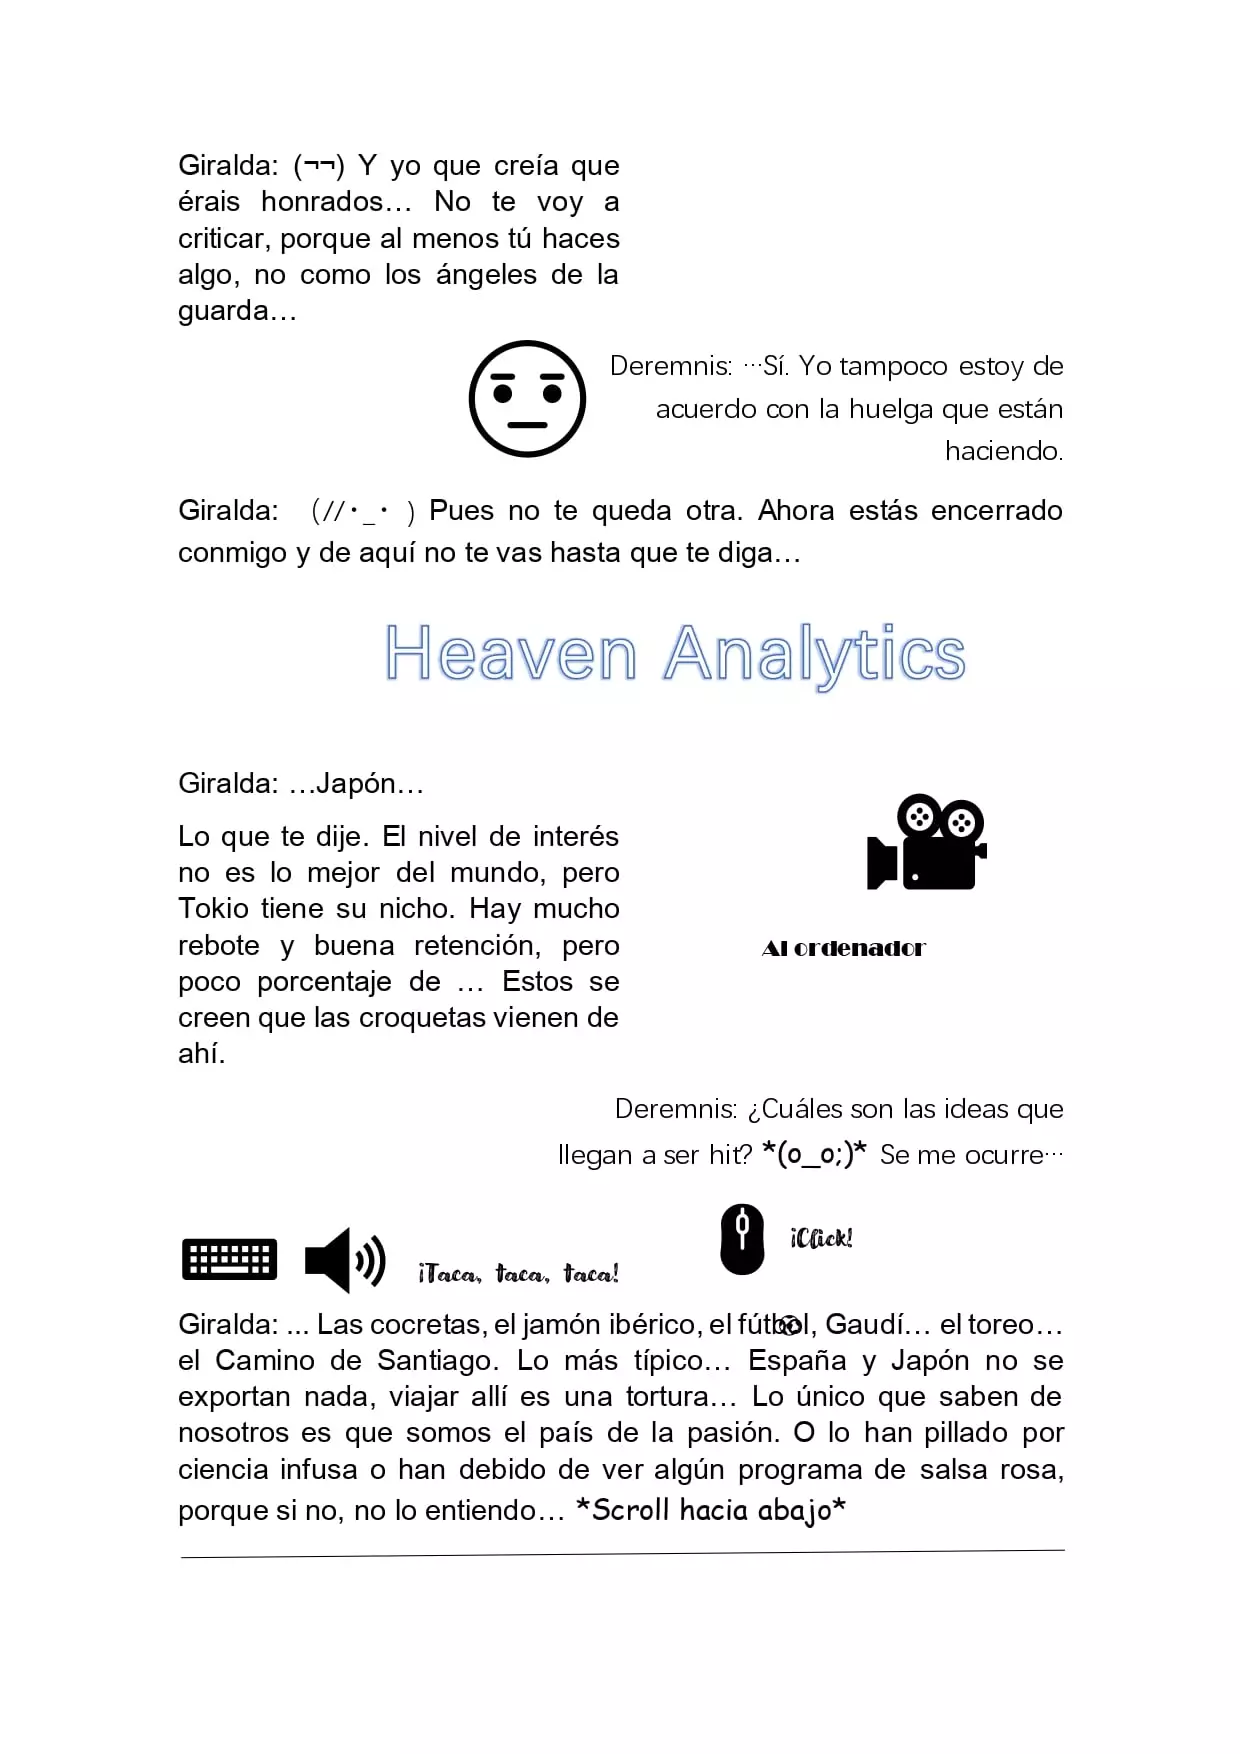 Giralda: (¬¬) Y yo que creía que
érais honrados… No te voy a
criticar, porque al menos tú haces
algo, no como los ángeles de la
guarda…
Deremnis: …Sí. Yo tampoco estoy de
acuerdo con la huelga que están
haciendo.
Giralda: (//･_･ ) Pues no te queda otra. Ahora estás encerrado
conmigo y de aquí no te vas hasta que te diga…
Heaven Analytics
Giralda: …Japón…
Lo que te dije. El nivel de interés
no es lo mejor del mundo, pero
Tokio tiene su nicho. Hay mucho
rebote y buena retención, pero
poco porcentaje de … Estos se
creen que las croquetas vienen de
ahí.
Al ordenador
Deremnis: ¿Cuáles son las ideas que
llegan a ser hit? *(o_o;)* Se me ocurre…
¡Click!
¡Taca, taca, taca!
Giralda: ... Las cocretas, el jamón ibérico, el fútbol, Gaudí… el toreo…
el Camino de Santiago. Lo más típico… España y Japón no se
exportan nada, viajar allí es una tortura… Lo único que saben de
nosotros es que somos el país de la pasión. O lo han pillado por
ciencia infusa o han debido de ver algún programa de salsa rosa,
porque si no, no lo entiendo… *Scroll hacia abajo*